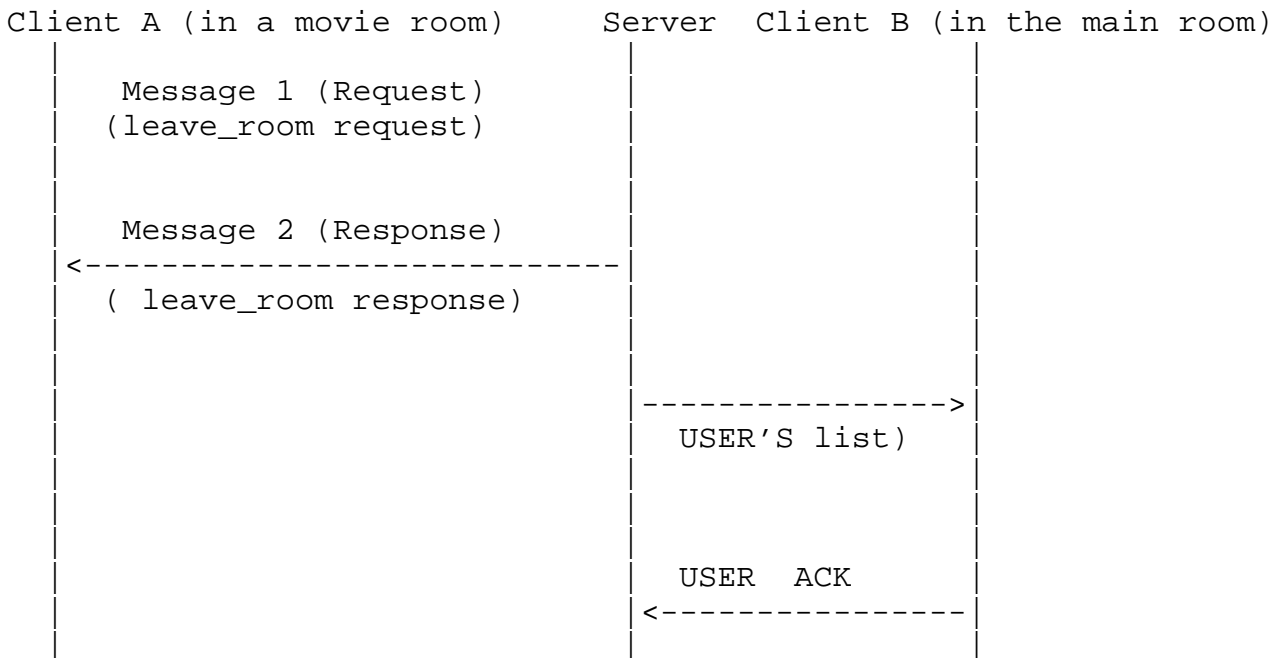 Client A (in a movie room) Server Client B (in the main room)
Message 1 (Request)
(leave_room request)
Message 2 (Response)
<-----------------------------
( leave_room response)
---------------->
USER'S list)
USER ACK
<----------------